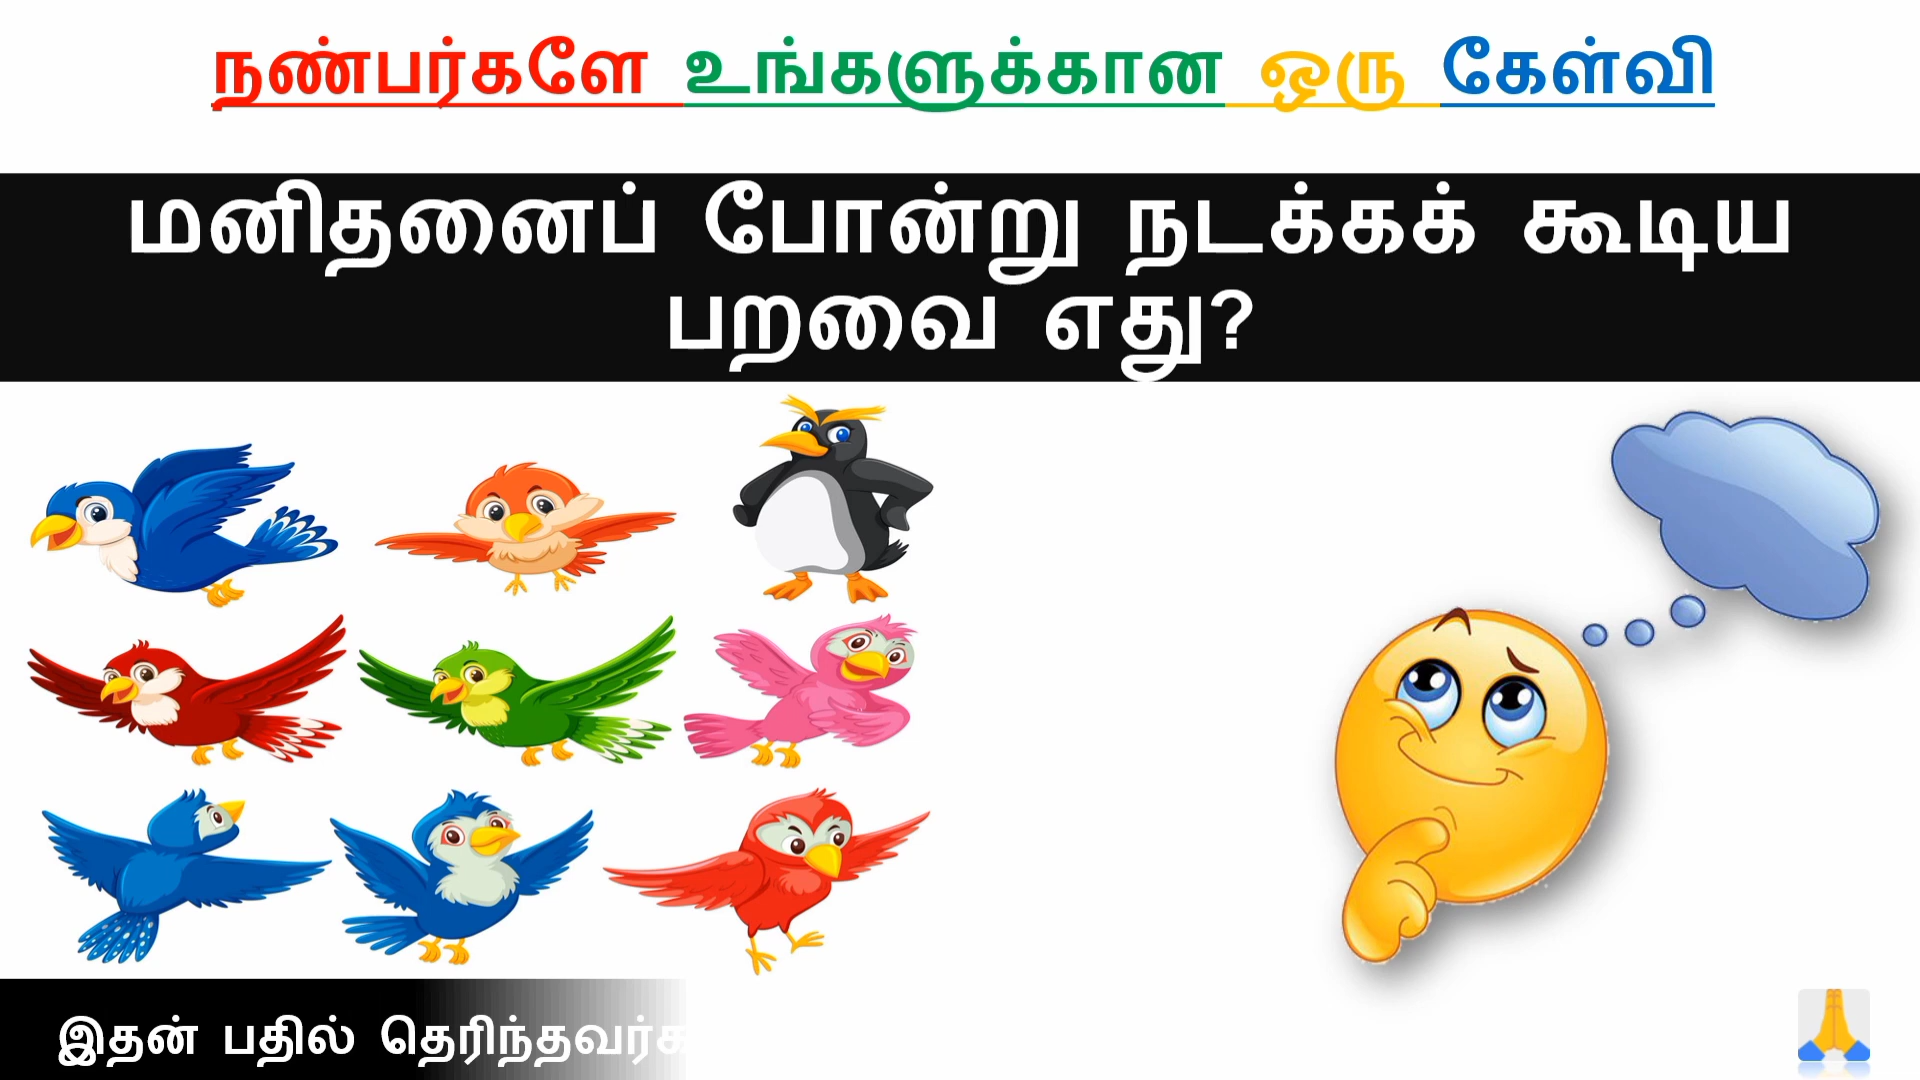 நண்பர்களே உங்களுக்கான ஒரு கேள்வி
மனிதனைப் போன்று நடக்கக் கூடிய
பறவை எது?
இதன் பதில் தெரிந்தவர்க